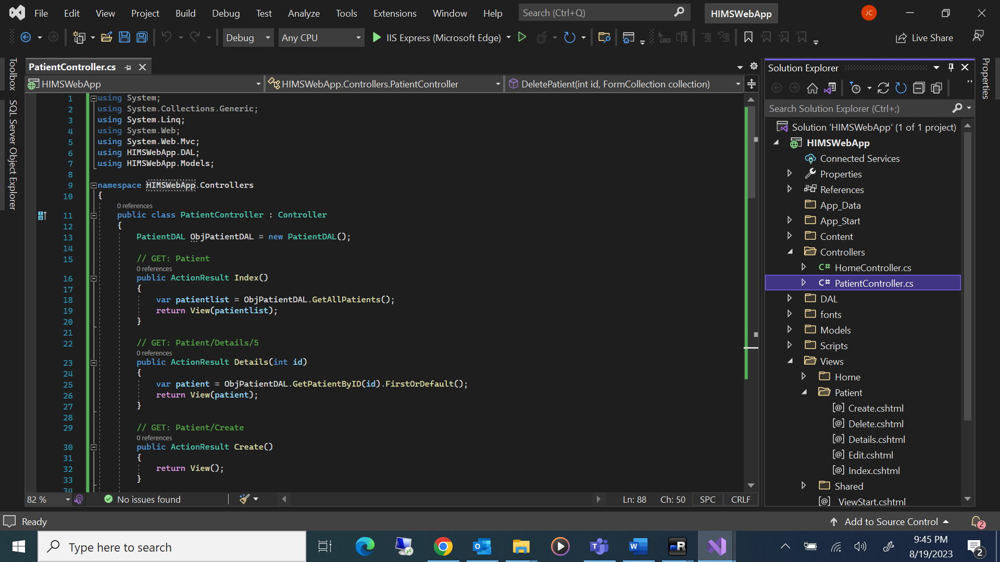 File Edit View Project Build Debug Test Analyze Tools Extensions Window Help Search (Ctrl+Q) HIMSWebApp JC
Debug Any CPU IIS Express (Microsoft Edge) Live Share
Toolbox
SQL Server Object Explorer
PatientController.cs
HIMSWebApp HIMSWebApp.Controllers.PatientController DeletePatient(int id, FormCollection collection)
1 using System;
2 using System.Collections.Generic;
3 using System.Linq;
4 using System.Web;
5 using System.Web.Mvc;
6 using HIMSWebApp.DAL;
7 using HIMSWebApp.Models;
8
9 namespace HIMSWebApp.Controllers
10 {
0 references
11 public class PatientController : Controller
12 {
13 PatientDAL ObjPatientDAL = new PatientDAL();
14
15 // GET: Patient
0 references
16 public ActionResult Index()
17 {
18 var patientlist = ObjPatientDAL.GetAllPatients();
19 return View(patientlist);
20 }
21
22 // GET: Patient/Details/5
0 references
23 public ActionResult Details(int id)
24 {
25 var patient = ObjPatientDAL.GetPatientByID(id).FirstOrDefault();
26 return View(patient);
27 }
28
29 // GET: Patient/Create
0 references
30 public ActionResult Create()
31 {
32 return View();
33 }
34
82 % No issues found Ln: 88 Ch: 50 SPC CRLF
Solution Explorer
Search Solution Explorer (Ctrl+;)
Solution 'HIMSWebApp' (1 of 1 project)
HIMSWebApp
Connected Services
Properties
References
App_Data
App_Start
Content
Controllers
C# HomeController.cs
C# PatientController.cs
DAL
fonts
Models
Scripts
Views
Home
Patient
[@] Create.cshtml
[@] Delete.cshtml
[@] Details.cshtml
[@] Edit.cshtml
[@] Index.cshtml
Shared
[@] _ViewStart.cshtml
Properties
Ready Add to Source Control 2
Type here to search
9:45 PM
8/19/2023
2